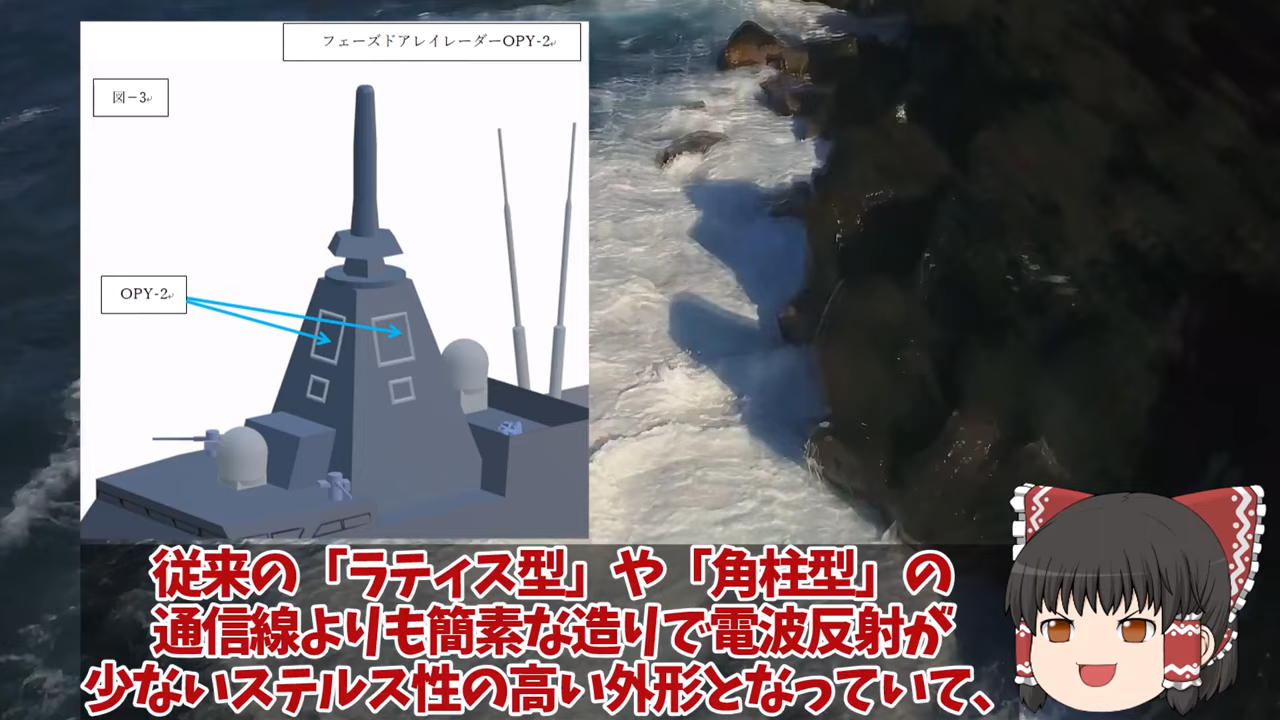 フェーズドアレイレーダーOPY-2
図－3
OPY-2
従来の「ラティス型」や「角柱型」の
通信線よりも簡素な造りで電波反射が
少ないステルス性の高い外形となっていて、